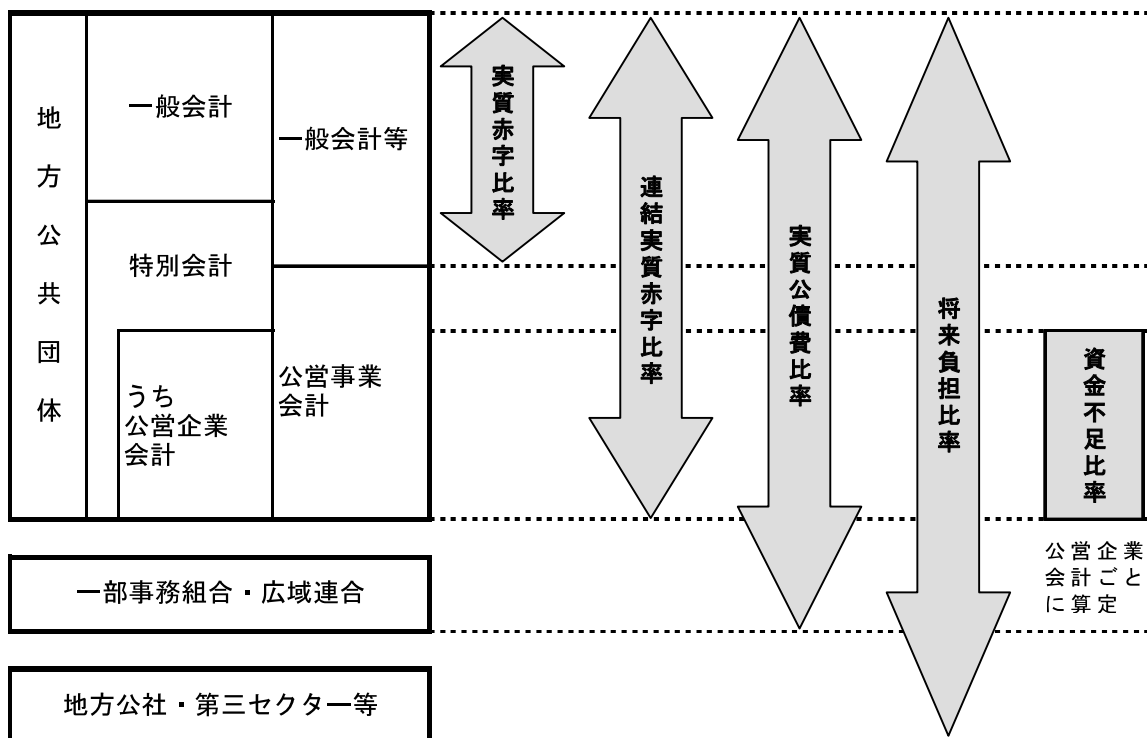 地方公共団体
一般会計
特別会計
うち
公営企業
会計
一般会計等
公営事業
会計
実質赤字比率
連結実質赤字比率
実質公債費比率
将来負担比率
資金不足比率
公営企業
会計ごと
に算定
一部事務組合・広域連合
地方公社・第三セクター等